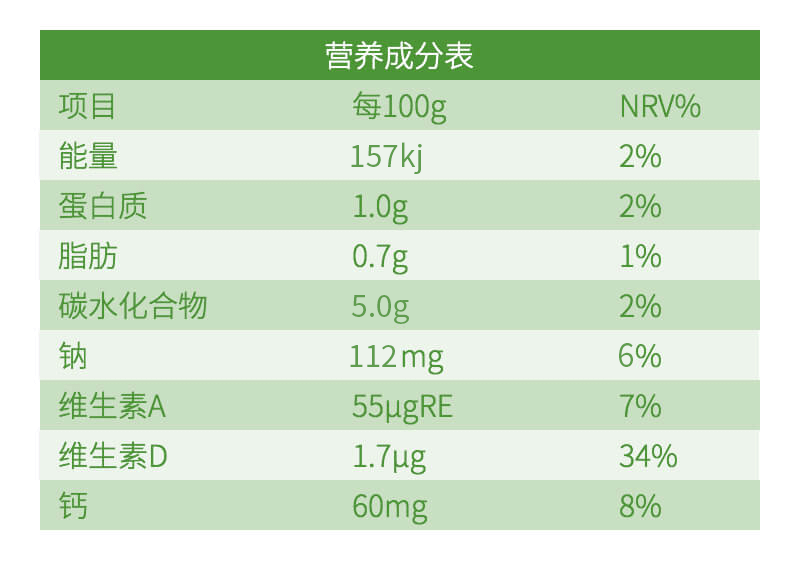 营养成分表
项目 每100g NRV%
能量 157kj 2%
蛋白质 1.0g 2%
脂肪 0.7g 1%
碳水化合物 5.0g 2%
钠 112mg 6%
维生素A 55μgRE 7%
维生素D 1.7μg 34%
钙 60mg 8%